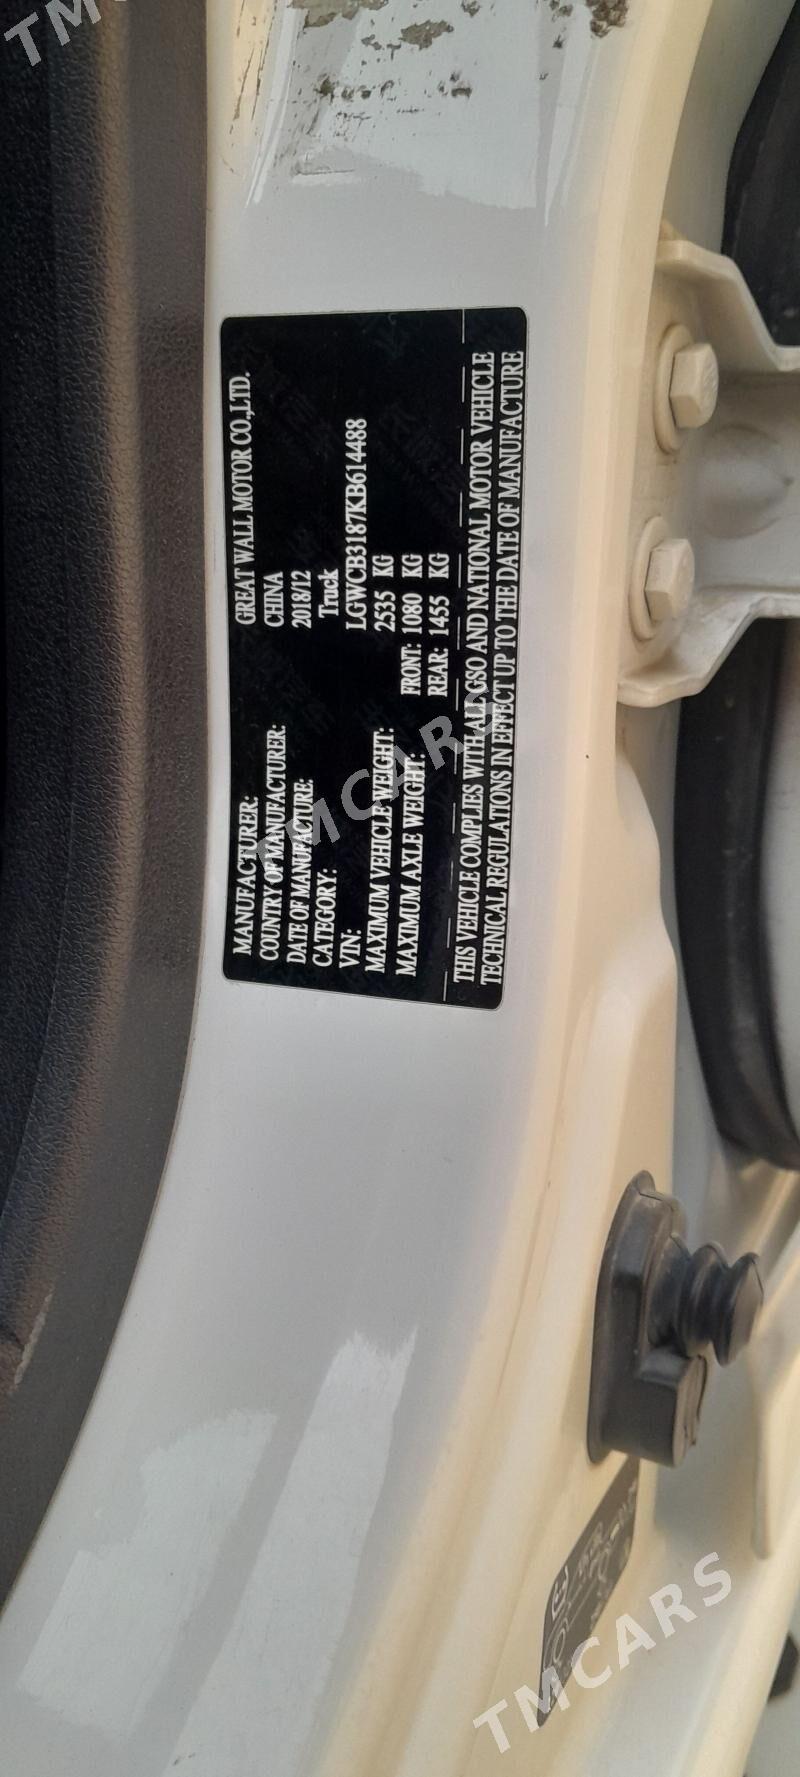 MANUFACTURER: GREAT WALL MOTOR CO.,LTD.
COUNTRY OF MANUFACTURER: CHINA
DATE OF MANUFACTURE: 2018/12
CATEGORY: Truck
VIN: LGWCB3187KB614488
MAXIMUM VEHICLE WEIGHT: 2535 KG
MAXIMUM AXLE WEIGHT: FRONT: 1080 KG
REAR: 1455 KG
THIS VEHICLE COMPLIES WITH ALL GSO AND NATIONAL MOTOR VEHICLE
TECHNICAL REGULATIONS IN EFFECT UP TO THE DATE OF MANUFACTURE
TMCARS
TMCARS